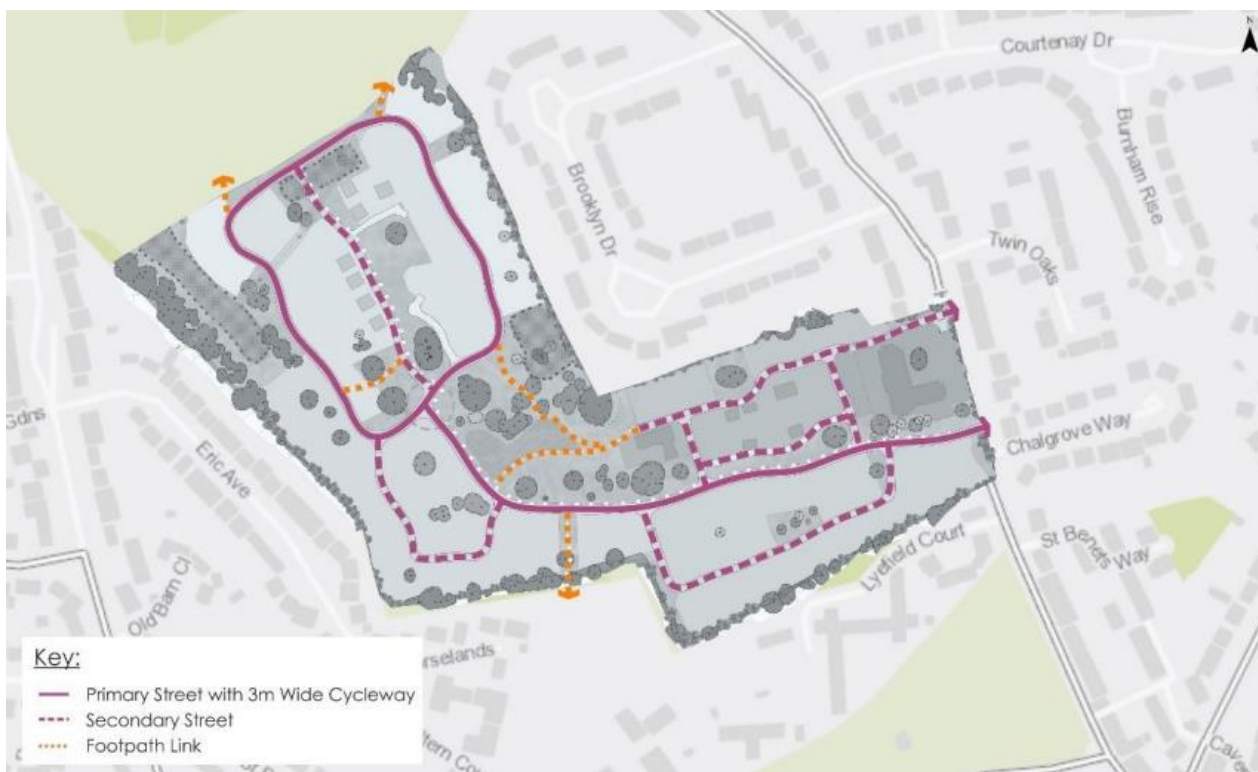 N
Courtenay Dr
Burnham Rise
Brooklyn Dr
Twin Oaks
Gdns
Eric Ave
Chalgrove Way
Lydfield Court
St Benets Way
Old Barn Cl
rselands
Key:
Primary Street with 3m Wide Cycleway
Secondary Street
Footpath Link